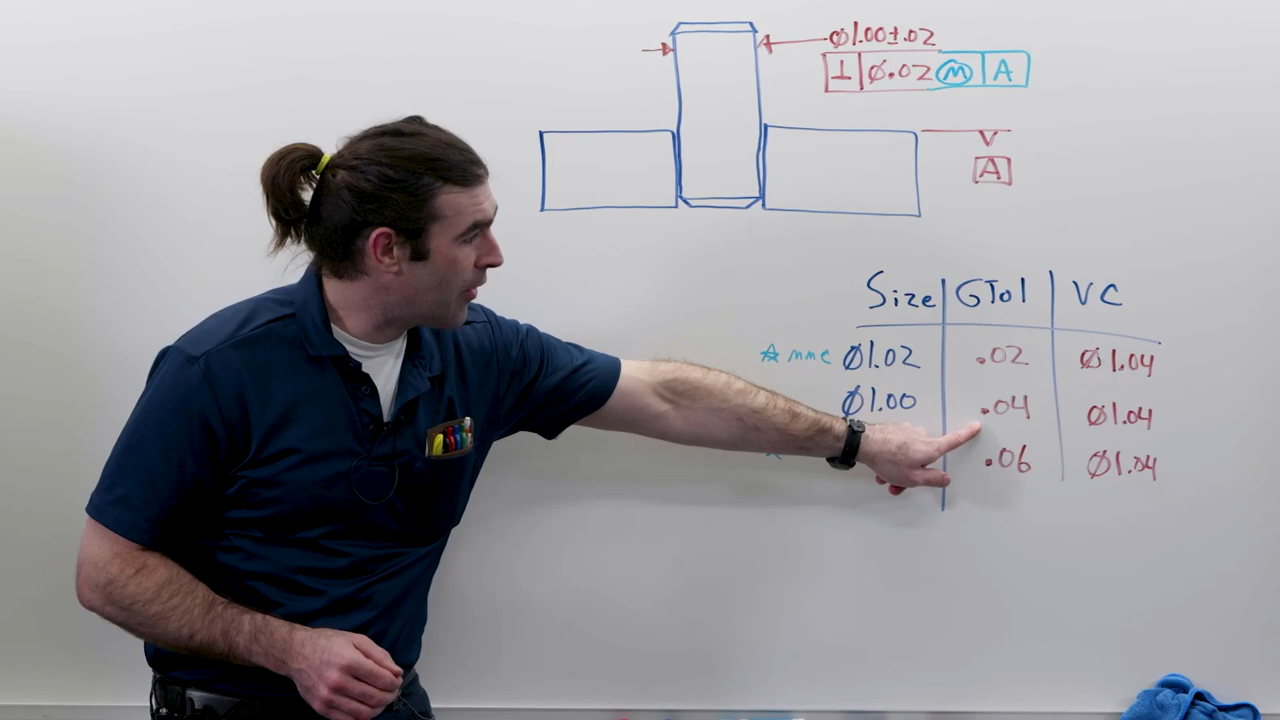 Ø1.00±.02
⊥ Ø.02 Ⓜ A
A
Size GTol VC
mmc Ø1.02 .02 Ø1.04
Ø1.00 .04 Ø1.04
.06 Ø1.04